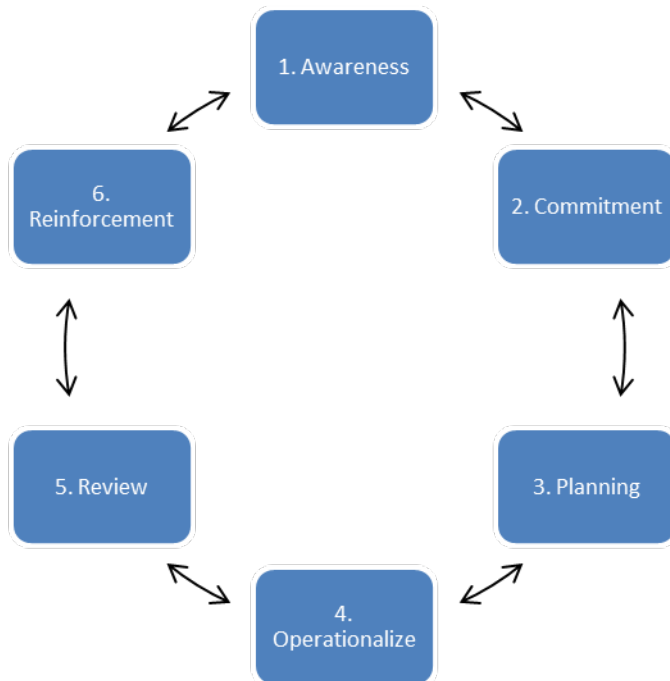 1. Awareness
2. Commitment
3. Planning
4.
Operationalize
5. Review
6.
Reinforcement